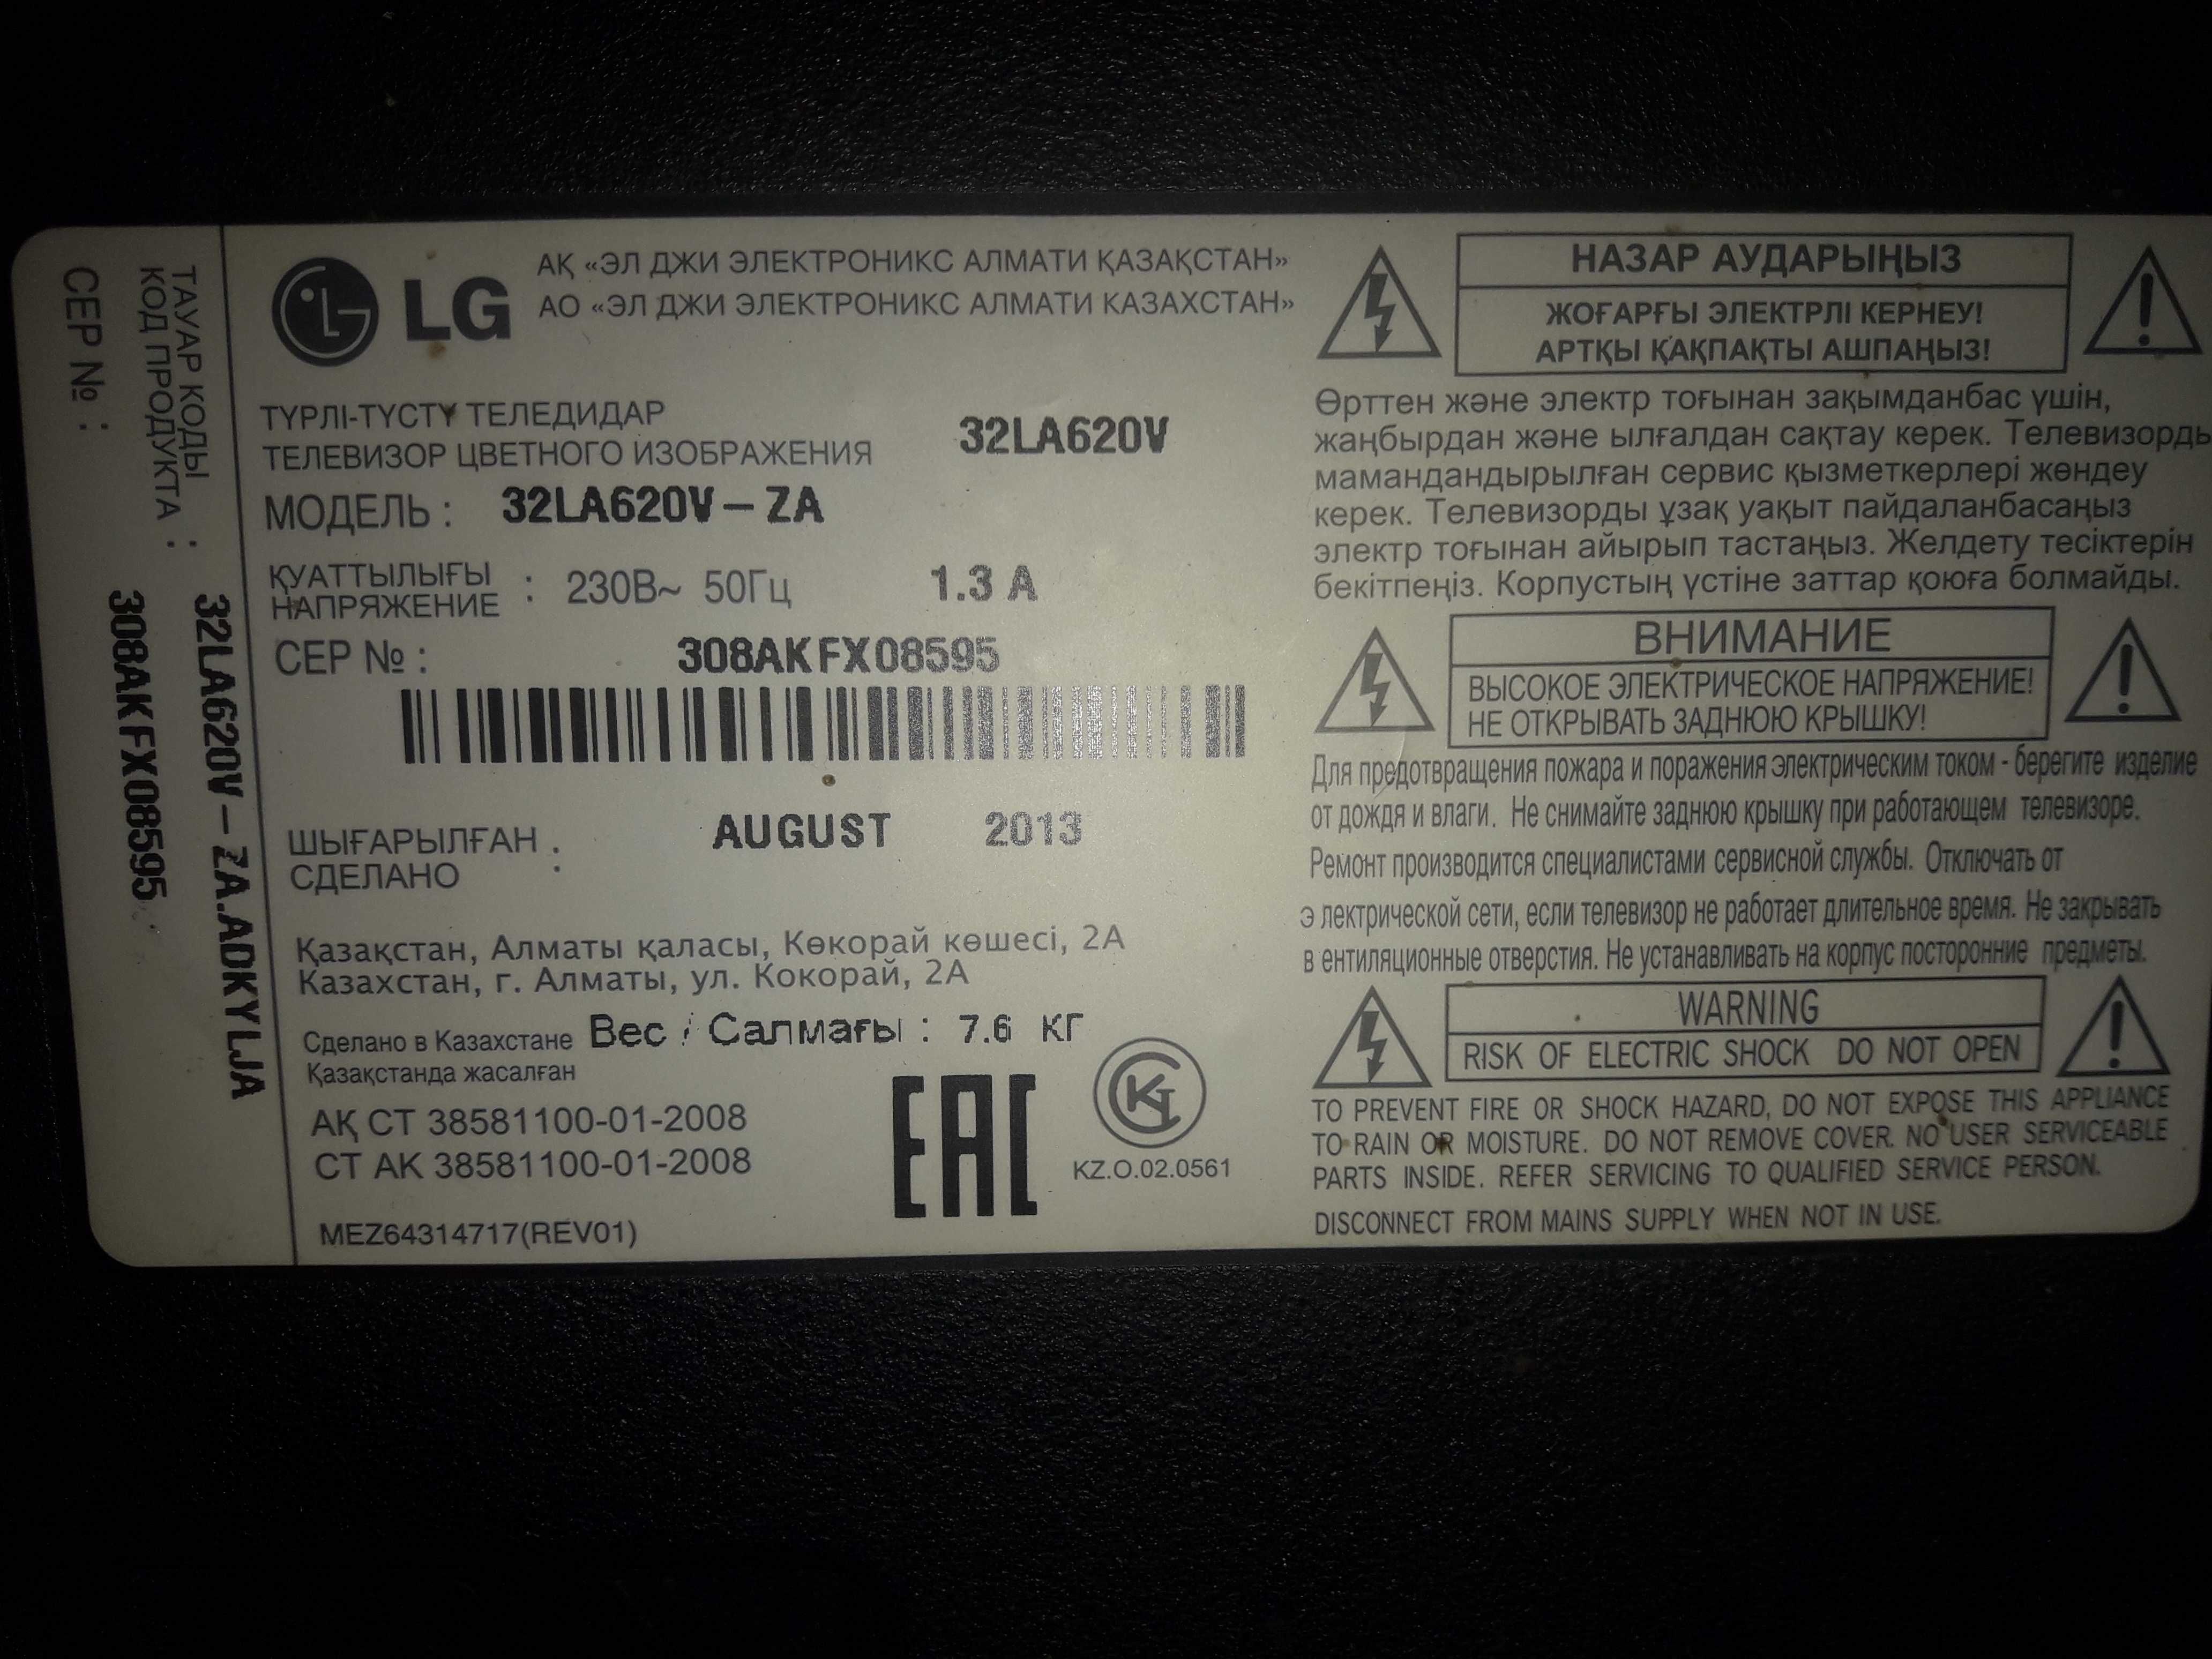 СЕР № : 308AKFX08595
ТАУАР КОДЫ
КОД ПРОДУКТА : 32LA620V-ZA.ADKYLJA
LG
АҚ «ЭЛ ДЖИ ЭЛЕКТРОНИКС АЛМАТИ ҚАЗАҚСТАН»
АО «ЭЛ ДЖИ ЭЛЕКТРОНИКС АЛМАТИ КАЗАХСТАН»
ТҮРЛІ-ТҮСТҮ ТЕЛЕДИДАР
ТЕЛЕВИЗОР ЦВЕТНОГО ИЗОБРАЖЕНИЯ
32LA620V
МОДЕЛЬ : 32LA620V-ZA
ҚУАТТЫЛЫҒЫ
НАПРЯЖЕНИЕ : 230В~ 50Гц 1.3 A
СЕР № : 308AKFX08595
ШЫҒАРЫЛҒАН :
СДЕЛАНО :
AUGUST 2013
Қазақстан, Алматы қаласы, Көкорай көшесі, 2А
Казахстан, г. Алматы, ул. Кокорай, 2А
Сделано в Казахстане Вес / Салмағы : 7.6 КГ
Қазақстанда жасалған
АҚ СТ 38581100-01-2008
СТ АК 38581100-01-2008
EAC
KZ.O.02.0561
MEZ64314717(REV01)
НАЗАР АУДАРЫҢЫЗ
ЖОҒАРҒЫ ЭЛЕКТРЛІ КЕРНЕУ!
АРТҚЫ ҚАҚПАҚТЫ АШПАҢЫЗ!
Өрттен және электр тоғынан зақымданбас үшін,
жаңбырдан және ылғалдан сақтау керек. Телевизорды
мамандандырылған сервис қызметкерлері жөндеу
керек. Телевизорды ұзақ уақыт пайдаланбасаңыз
электр тоғынан айырып тастаңыз. Желдету тесіктерін
бекітпеңіз. Корпустың үстіне заттар қоюға болмайды.
ВНИМАНИЕ
ВЫСОКОЕ ЭЛЕКТРИЧЕСКОЕ НАПРЯЖЕНИЕ!
НЕ ОТКРЫВАТЬ ЗАДНЮЮ КРЫШКУ!
Для предотвращения пожара и поражения электрическим током - берегите изделие
от дождя и влаги. Не снимайте заднюю крышку при работающем телевизоре.
Ремонт производится специалистами сервисной службы. Отключать от
э лектрической сети, если телевизор не работает длительное время. Не закрывать
в ентиляционные отверстия. Не устанавливать на корпус посторонние предметы.
WARNING
RISK OF ELECTRIC SHOCK DO NOT OPEN
TO PREVENT FIRE OR SHOCK HAZARD, DO NOT EXPOSE THIS APPLIANCE
TO RAIN OR MOISTURE. DO NOT REMOVE COVER. NO USER SERVICEABLE
PARTS INSIDE. REFER SERVICING TO QUALIFIED SERVICE PERSON.
DISCONNECT FROM MAINS SUPPLY WHEN NOT IN USE.